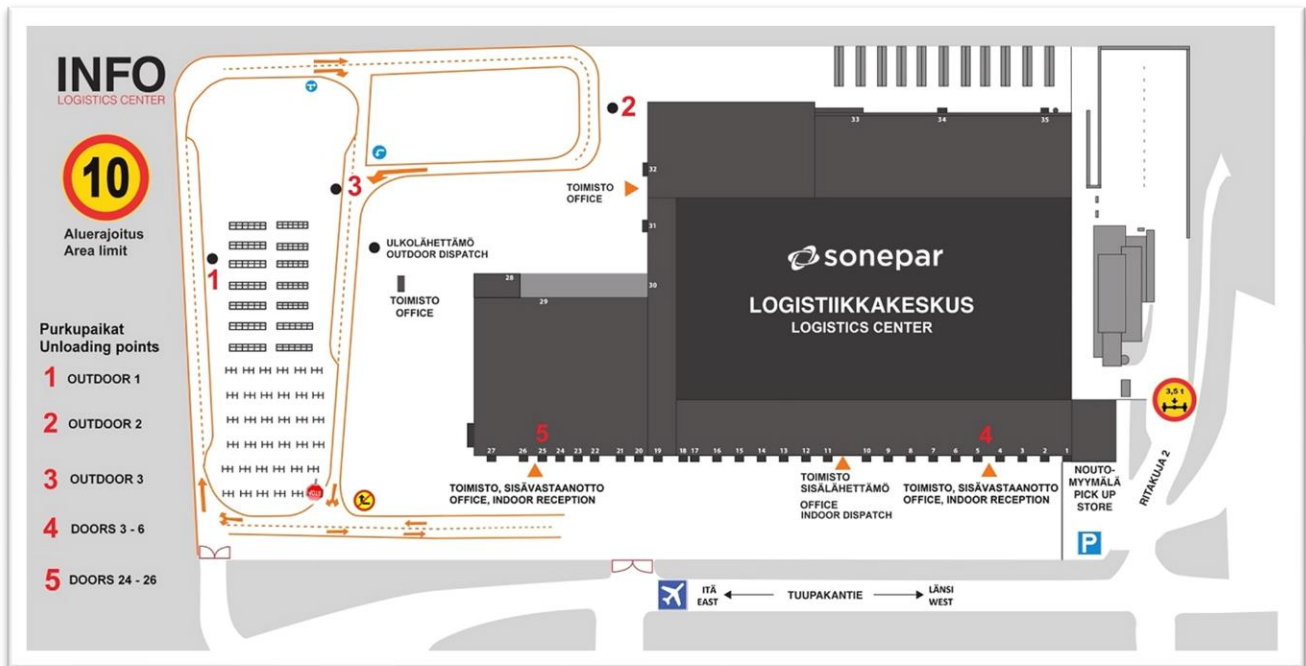 INFO
LOGISTICS CENTER
10
Aluerajoitus
Area limit
Purkupaikat
Unloading points
1 OUTDOOR 1
2 OUTDOOR 2
3 OUTDOOR 3
4 DOORS 3 - 6
5 DOORS 24 - 26
1
2
3
ULKOLÄHETTÄMÖ
OUTDOOR DISPATCH
TOIMISTO
OFFICE
TOIMISTO
OFFICE
STOP
33
34
35
32
31
30
28
29
sonepar
LOGISTIIKKAKESKUS
LOGISTICS CENTER
5
4
27 26 25 24 23 22 21 20 19 18 17 16 15 14 13 12 11 10 9 8 7 6 5 4 3 2 1
TOIMISTO, SISÄVASTAANOTTO
OFFICE, INDOOR RECEPTION
TOIMISTO
SISÄLÄHETTÄMÖ
OFFICE
INDOOR DISPATCH
TOIMISTO, SISÄVASTAANOTTO
OFFICE, INDOOR RECEPTION
NOUTO-
MYYMÄLÄ
PICK UP
STORE
P
3,5 t
RITAKUJA 2
ITÄ
EAST
TUUPAKANTIE
LÄNSI
WEST